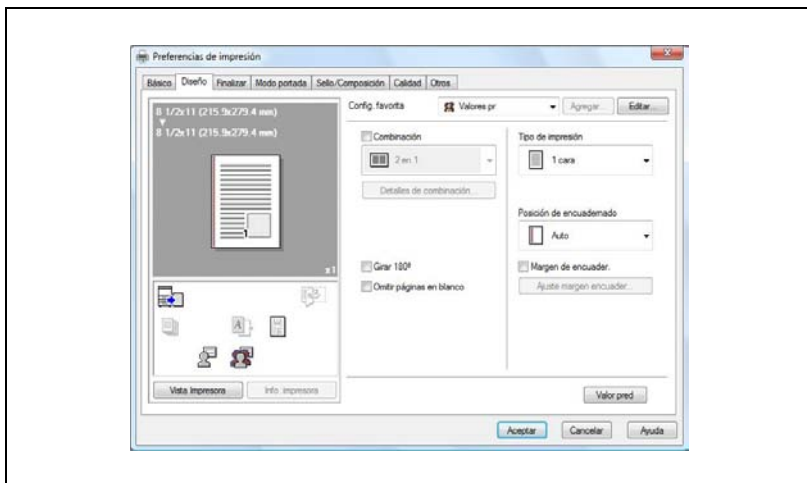 Preferencias de impresión
Básico Diseño Finalizar Modo portada Sello/Composición Calidad Otros
8 1/2x11 (215.9x279.4 mm)
8 1/2x11 (215.9x279.4 mm)
1
x1
Vista Impresora Info. impresora
Config. favorita Valores pr Agregar... Editar...
Combinación
2 en 1
Detalles de combinación...
Girar 180º
Omitir páginas en blanco
Tipo de impresión
1 cara
Posición de encuadernado
Auto
Margen de encuader.
Ajuste margen encuader...
Valor pred
Aceptar Cancelar Ayuda